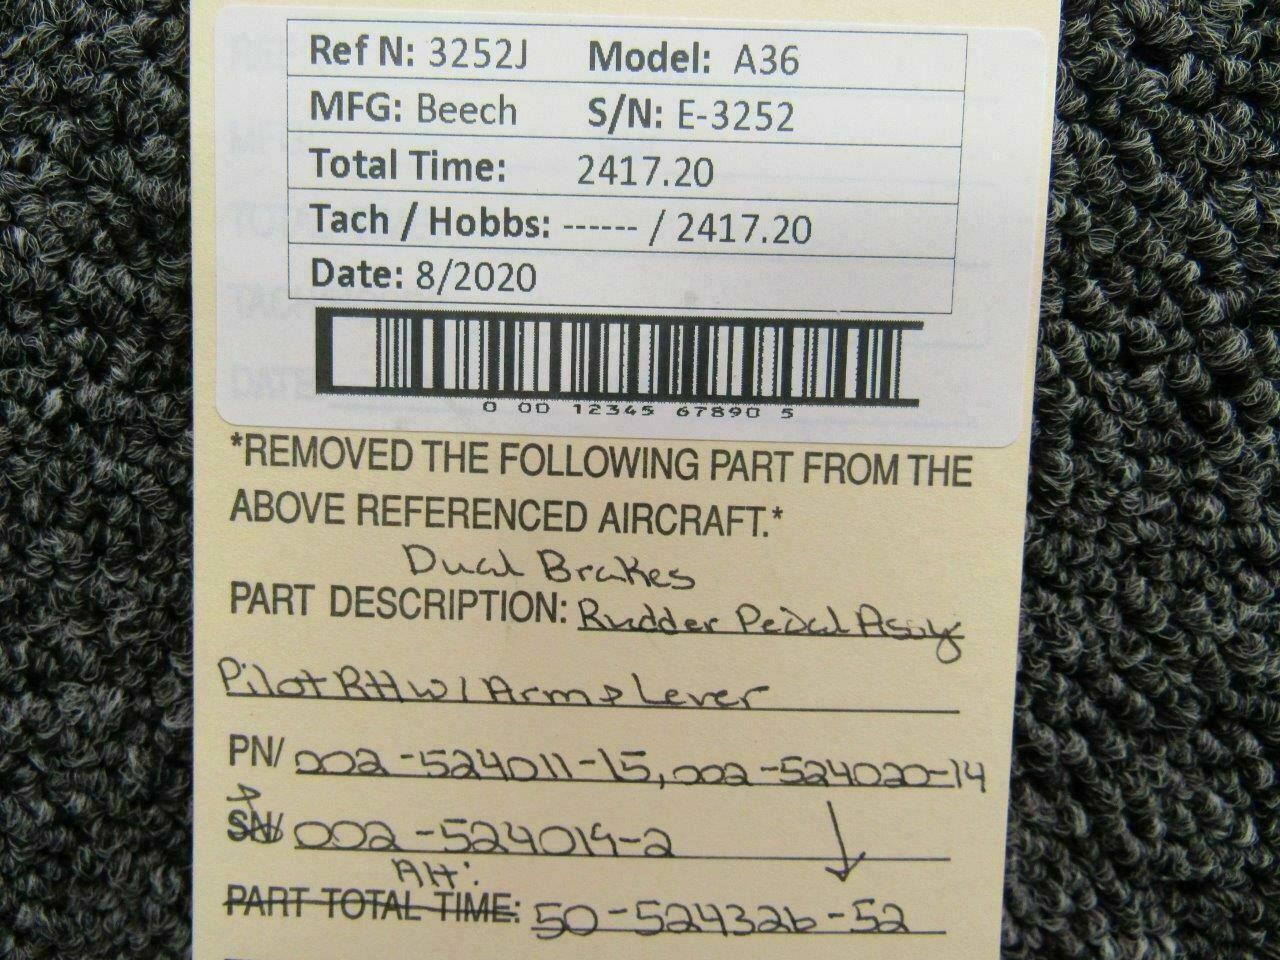 Ref N: 3252J Model: A36
MFG: Beech S/N: E-3252
Total Time: 2417.20
Tach / Hobbs: ------ / 2417.20
Date: 8/2020
0 00 12345 67890 5
*REMOVED THE FOLLOWING PART FROM THE
ABOVE REFERENCED AIRCRAFT.*
Dual Brakes
PART DESCRIPTION: Rudder Pedal Assy
Pilot RH w/ Arm & Lever
PN/ 002-524011-15, 002-524020-14
SN/ 002-524019-2
Alt:
PART TOTAL TIME: 50-524326-52